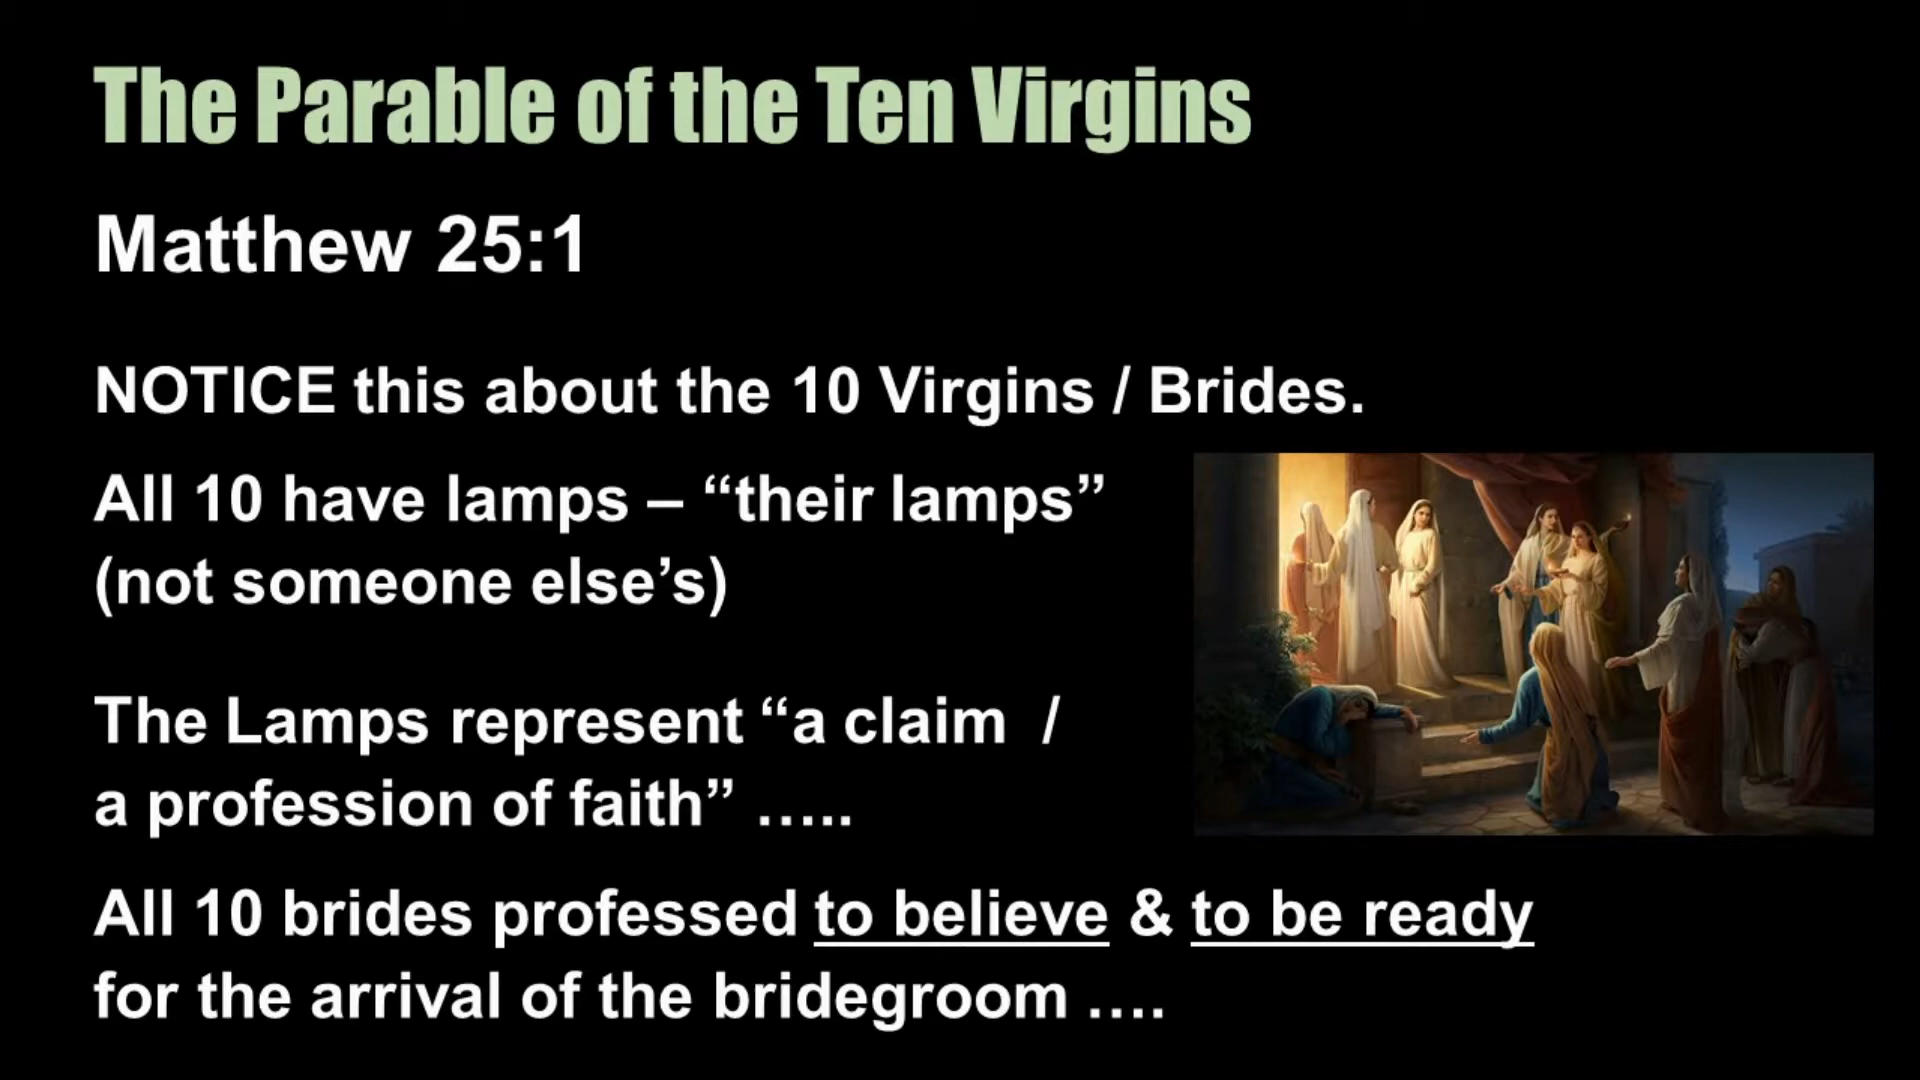 The Parable of the Ten Virgins
Matthew 25:1
NOTICE this about the 10 Virgins / Brides.
All 10 have lamps – “their lamps”
(not someone else’s)
The Lamps represent “a claim  /
a profession of faith” …..
All 10 brides professed to believe & to be ready
for the arrival of the bridegroom ….